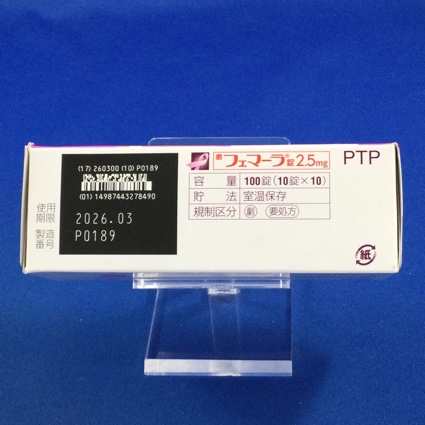 (17) 260300 (10) P0189
(01) 14987443278490
使用
期限 2026.03
製造
番号 P0189
劇 フェマーラ®錠2.5mg PTP
容量 100錠(10錠×10)
貯法 室温保存
規制区分 劇 要処方
紙